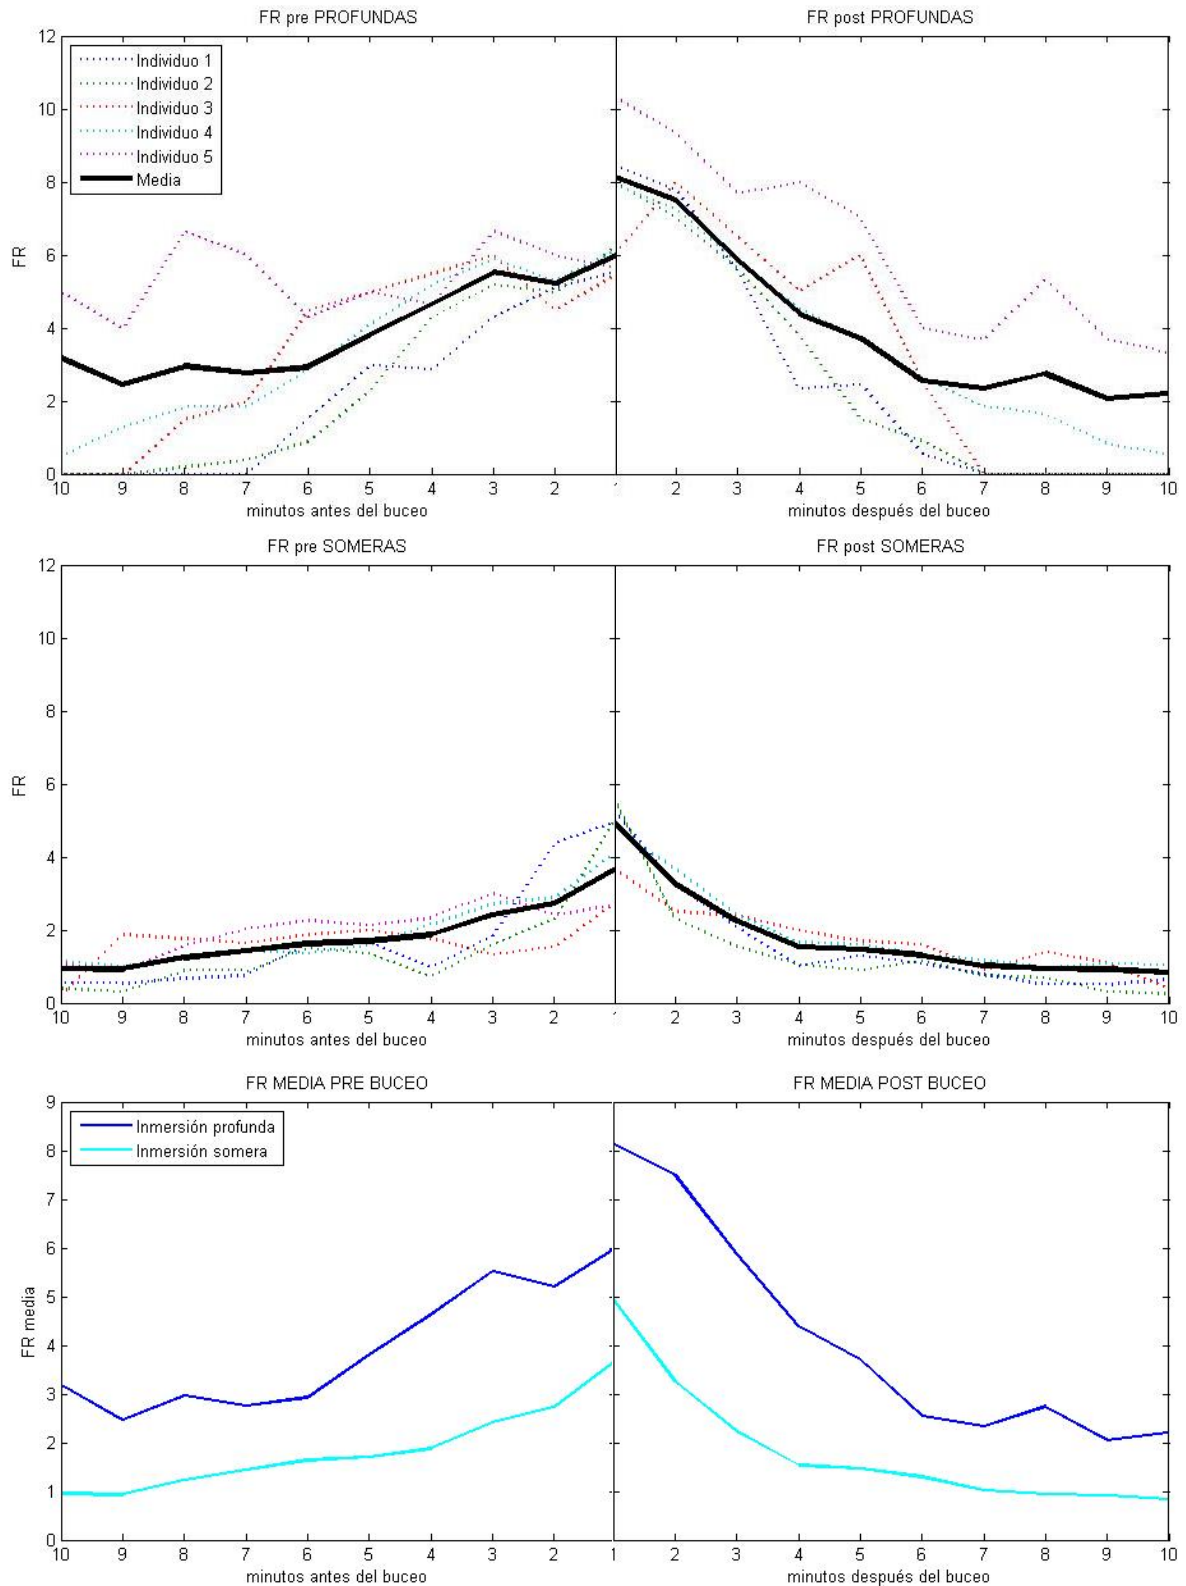 FR pre PROFUNDAS
FR post PROFUNDAS
12
10
8
6
4
2
0
FR
Individuo 1
Individuo 2
Individuo 3
Individuo 4
Individuo 5
Media
10 9 8 7 6 5 4 3 2 1 2 3 4 5 6 7 8 9 10
minutos antes del buceo
minutos después del buceo
FR pre SOMERAS
FR post SOMERAS
12
10
8
6
4
2
0
FR
10 9 8 7 6 5 4 3 2 1 2 3 4 5 6 7 8 9 10
minutos antes del buceo
minutos después del buceo
FR MEDIA PRE BUCEO
FR MEDIA POST BUCEO
9
8
7
6
5
4
3
2
1
0
FR media
Inmersión profunda
Inmersión somera
10 9 8 7 6 5 4 3 2 1 2 3 4 5 6 7 8 9 10
minutos antes del buceo
minutos después del buceo